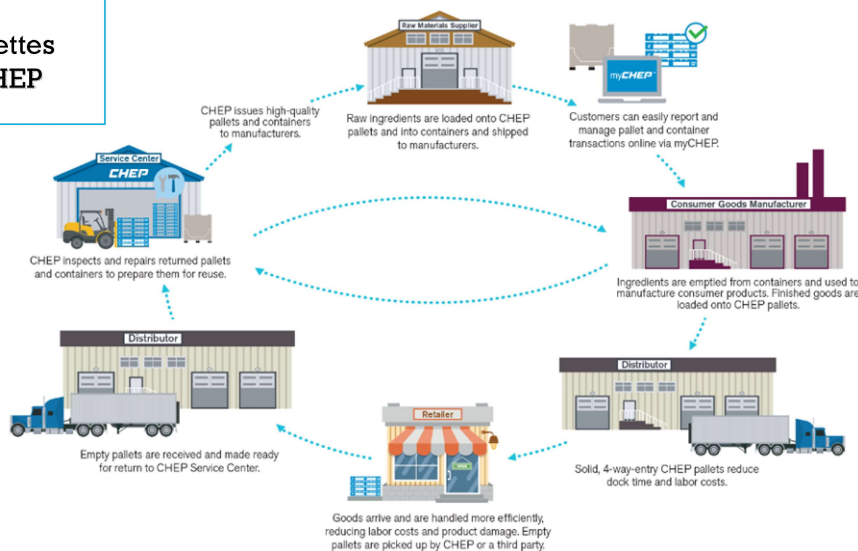 ettes
HEP
Raw Materials Supplier
myCHEP™
CHEP issues high-quality
pallets and containers
to manufacturers.
Raw ingredients are loaded onto CHEP
pallets and into containers and shipped
to manufacturers.
Customers can easily report and
manage pallet and container
transactions online via myCHEP.
Service Center
CHEP
CHEP inspects and repairs returned pallets
and containers to prepare them for reuse.
Consumer Goods Manufacturer
Ingredients are emptied from containers and used to
manufacture consumer products. Finished goods are
loaded onto CHEP pallets.
Distributor
Empty pallets are received and made ready
for return to CHEP Service Center.
Distributor
Solid, 4-way-entry CHEP pallets reduce
dock time and labor costs.
Retailer
Goods arrive and are handled more efficiently,
reducing labor costs and product damage. Empty
pallets are picked up by CHEP or a third party.